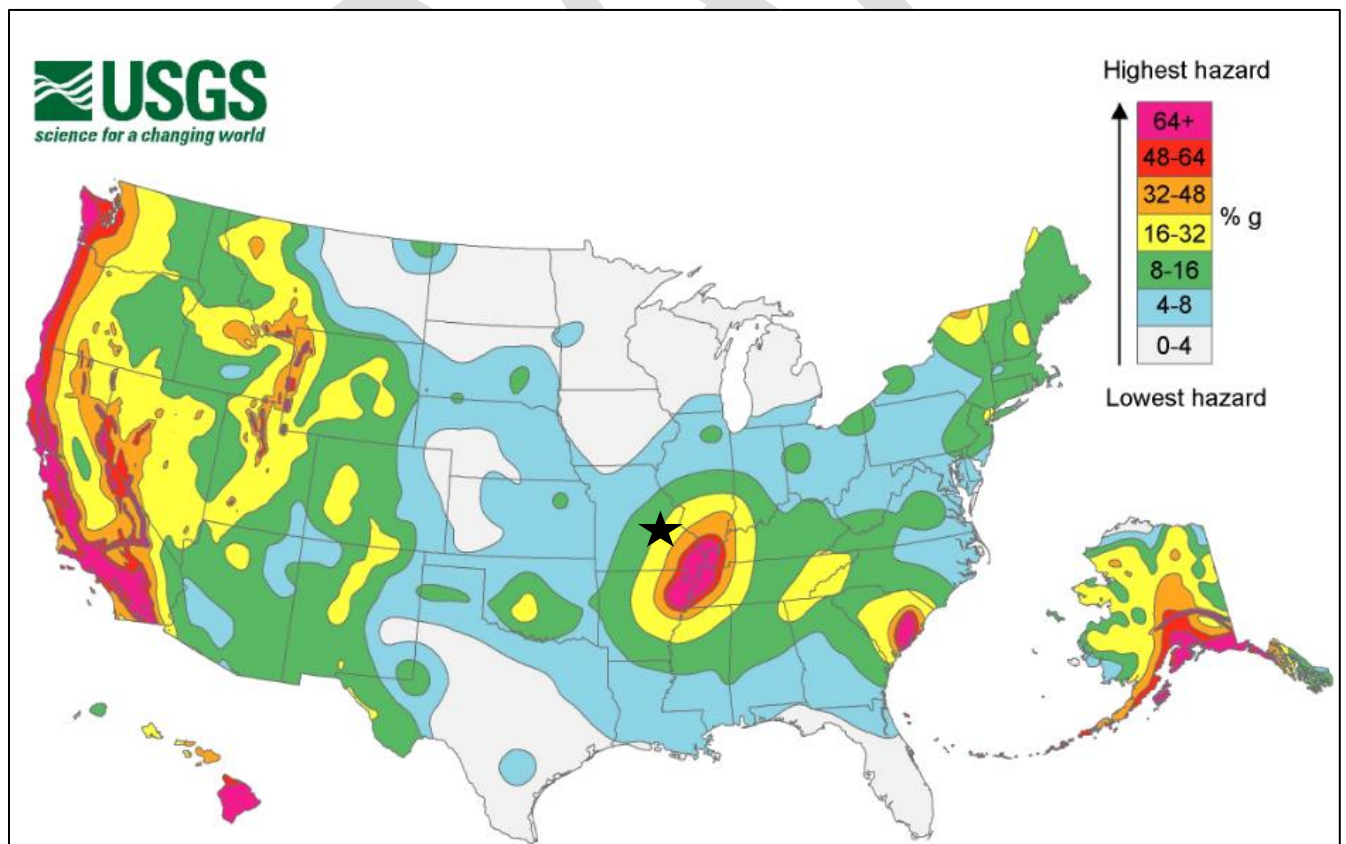 USGS
science for a changing world
Highest hazard
64+
48-64
32-48
16-32
8-16
4-8
0-4
% g
Lowest hazard